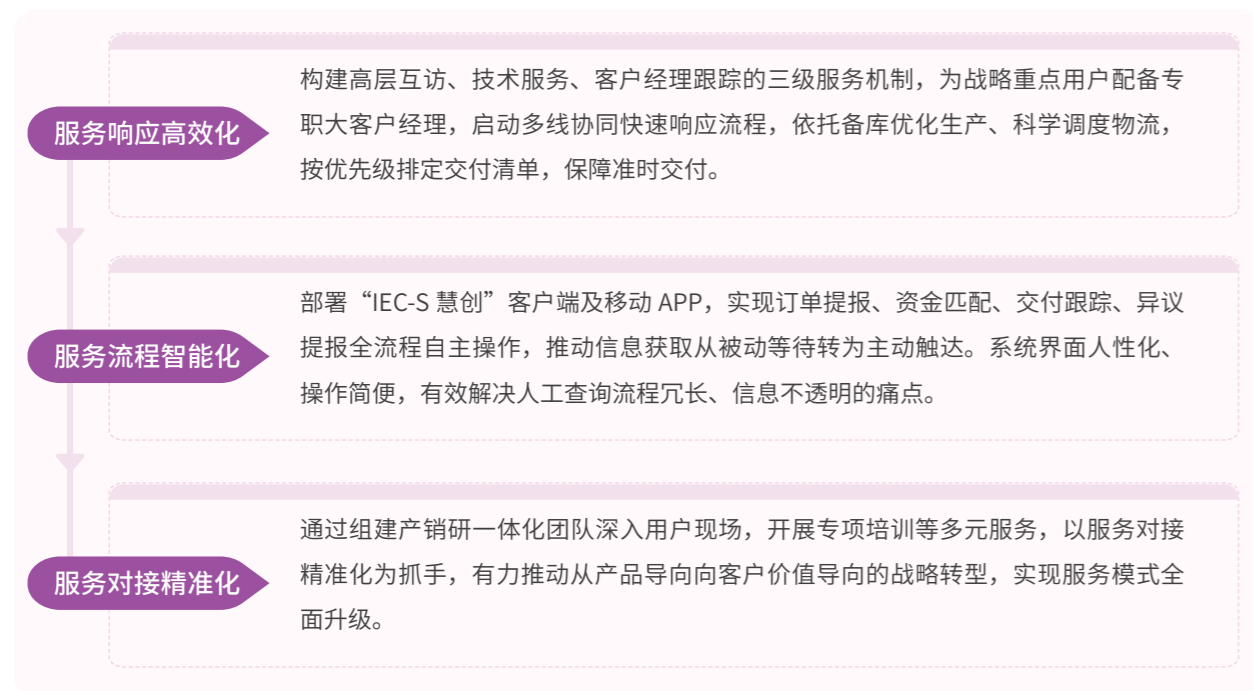 服务响应高效化
构建高层互访、技术服务、客户经理跟踪的三级服务机制，为战略重点用户配备专
职大客户经理，启动多线协同快速响应流程，依托备库优化生产、科学调度物流，
按优先级排定交付清单，保障准时交付。
服务流程智能化
部署“IEC-S 慧创”客户端及移动 APP，实现订单提报、资金匹配、交付跟踪、异议
提报全流程自主操作，推动信息获取从被动等待转为主动触达。系统界面人性化、
操作简便，有效解决人工查询流程冗长、信息不透明的痛点。
服务对接精准化
通过组建产销研一体化团队深入用户现场，开展专项培训等多元服务，以服务对接
精准化为抓手，有力推动从产品导向向客户价值导向的战略转型，实现服务模式全
面升级。